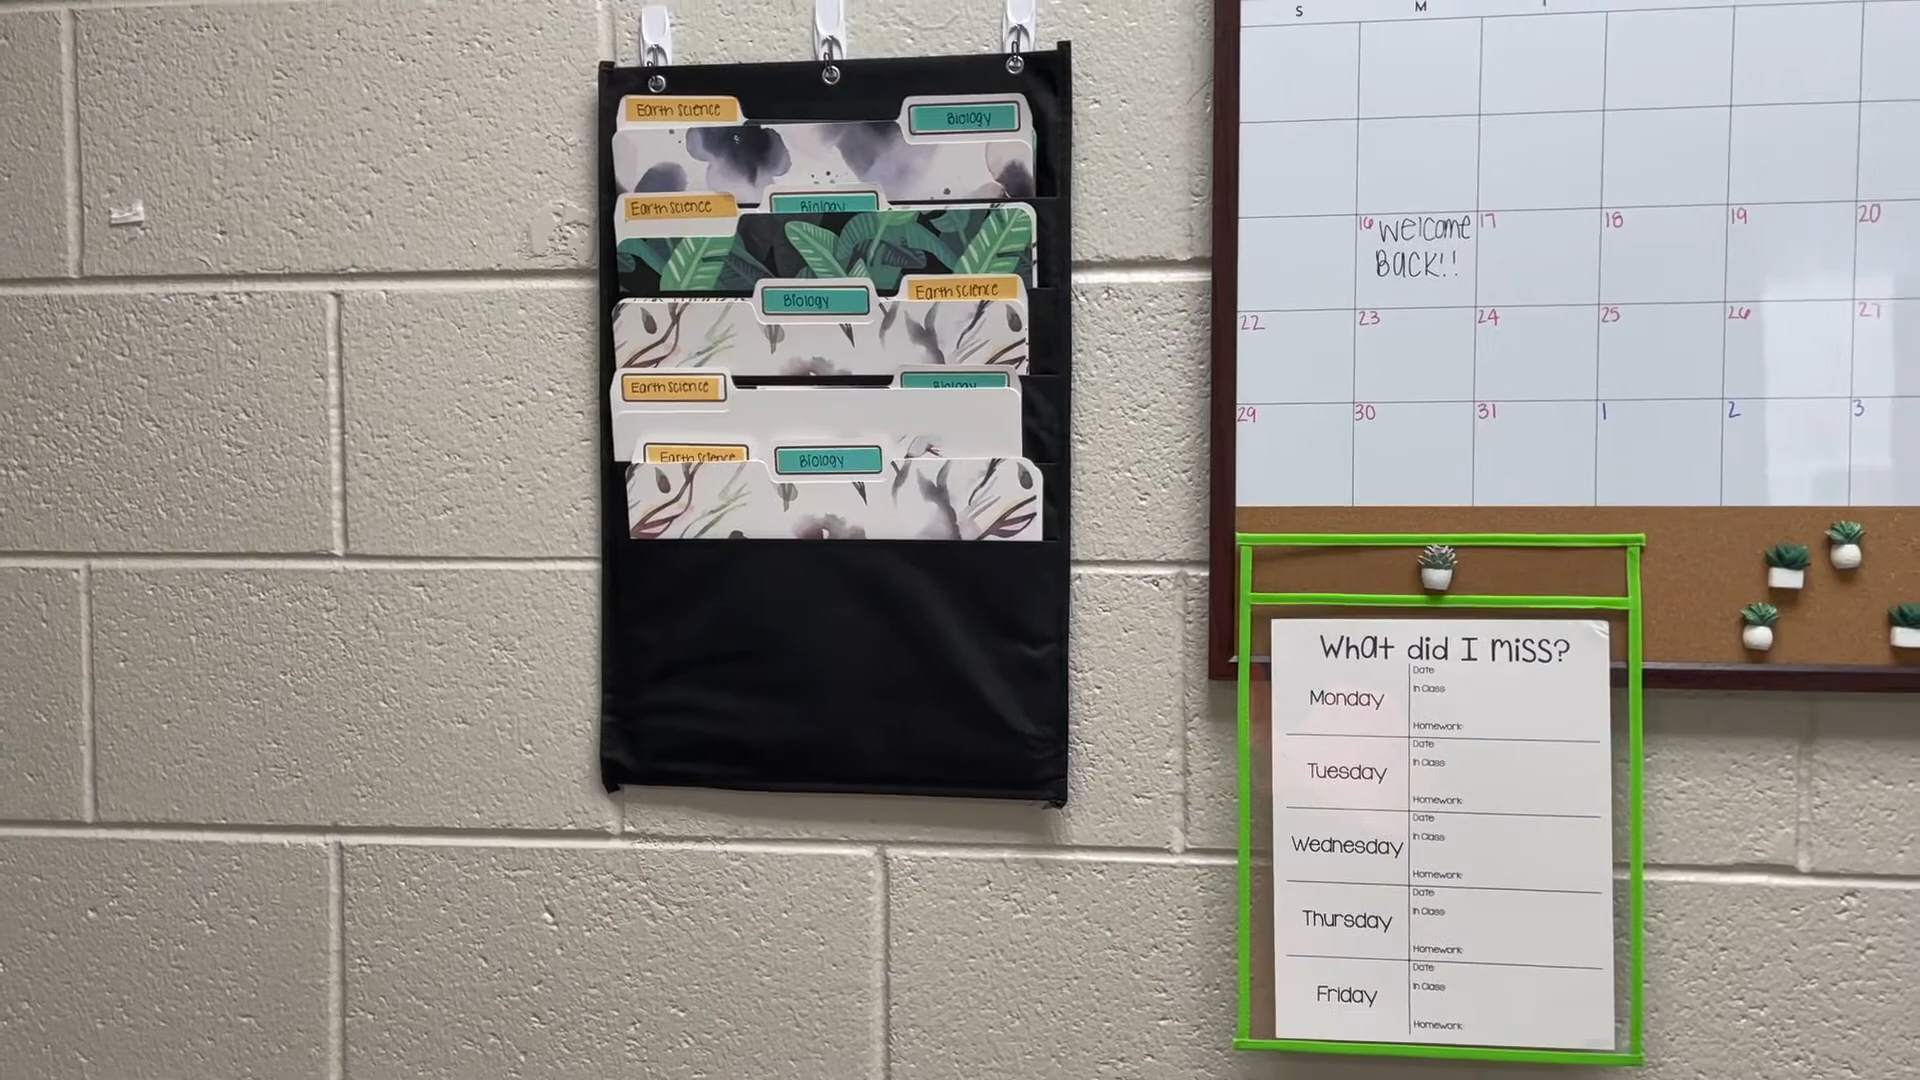 Earth Science
Biology
Earth Science
Biology
Biology
Earth Science
Earth Science
Biology
Earth Science
Biology
S M
16 Welcome 17 18 19 20
BACK!!
22 23 24 25 26 27
29 30 31 1 2 3
What did I miss?
Monday
Date
In Class
Homework:
Tuesday
Date
In Class
Homework:
Wednesday
Date
In Class
Homework:
Thursday
Date
In Class
Homework:
Friday
Date
In Class
Homework: